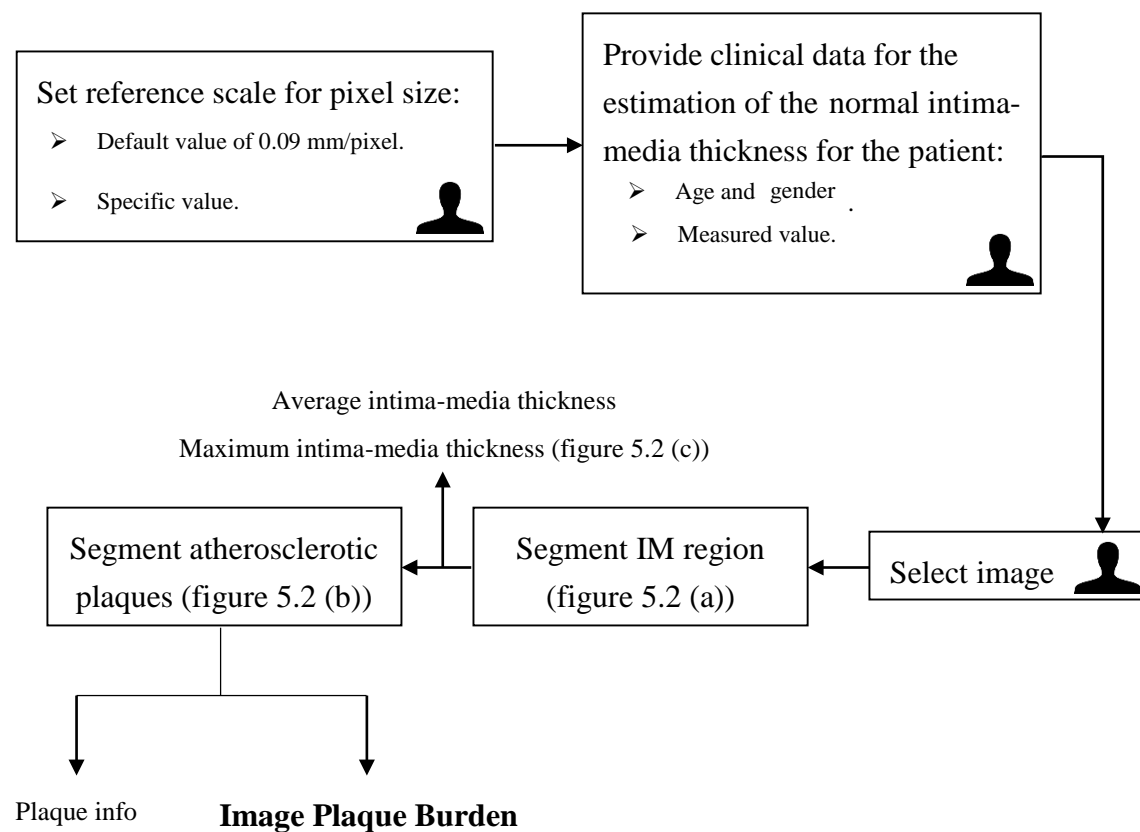 Set reference scale for pixel size:
➢ Default value of 0.09 mm/pixel.
➢ Specific value.
Provide clinical data for the
estimation of the normal intima-
media thickness for the patient:
➢ Age and gender .
➢ Measured value.
Average intima-media thickness
Maximum intima-media thickness (figure 5.2 (c))
Select image
Segment IM region
(figure 5.2 (a))
Segment atherosclerotic
plaques (figure 5.2 (b))
Plaque info
Image Plaque Burden